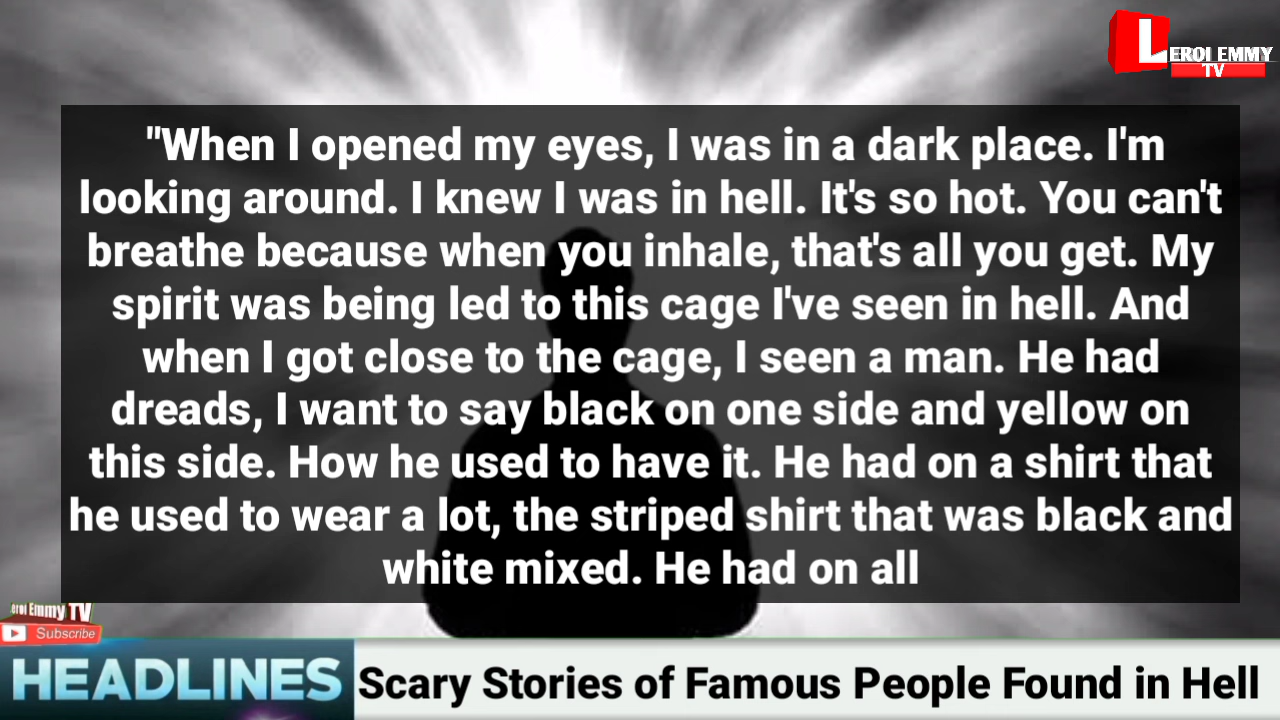 LEROI EMMY
TV
"When I opened my eyes, I was in a dark place. I'm
looking around. I knew I was in hell. It's so hot. You can't
breathe because when you inhale, that's all you get. My
spirit was being led to this cage I've seen in hell. And
when I got close to the cage, I seen a man. He had
dreads, I want to say black on one side and yellow on
this side. How he used to have it. He had on a shirt that
he used to wear a lot, the striped shirt that was black and
white mixed. He had on all
eroi Emmy TV
Subscribe
HEADLINES
Scary Stories of Famous People Found in Hell